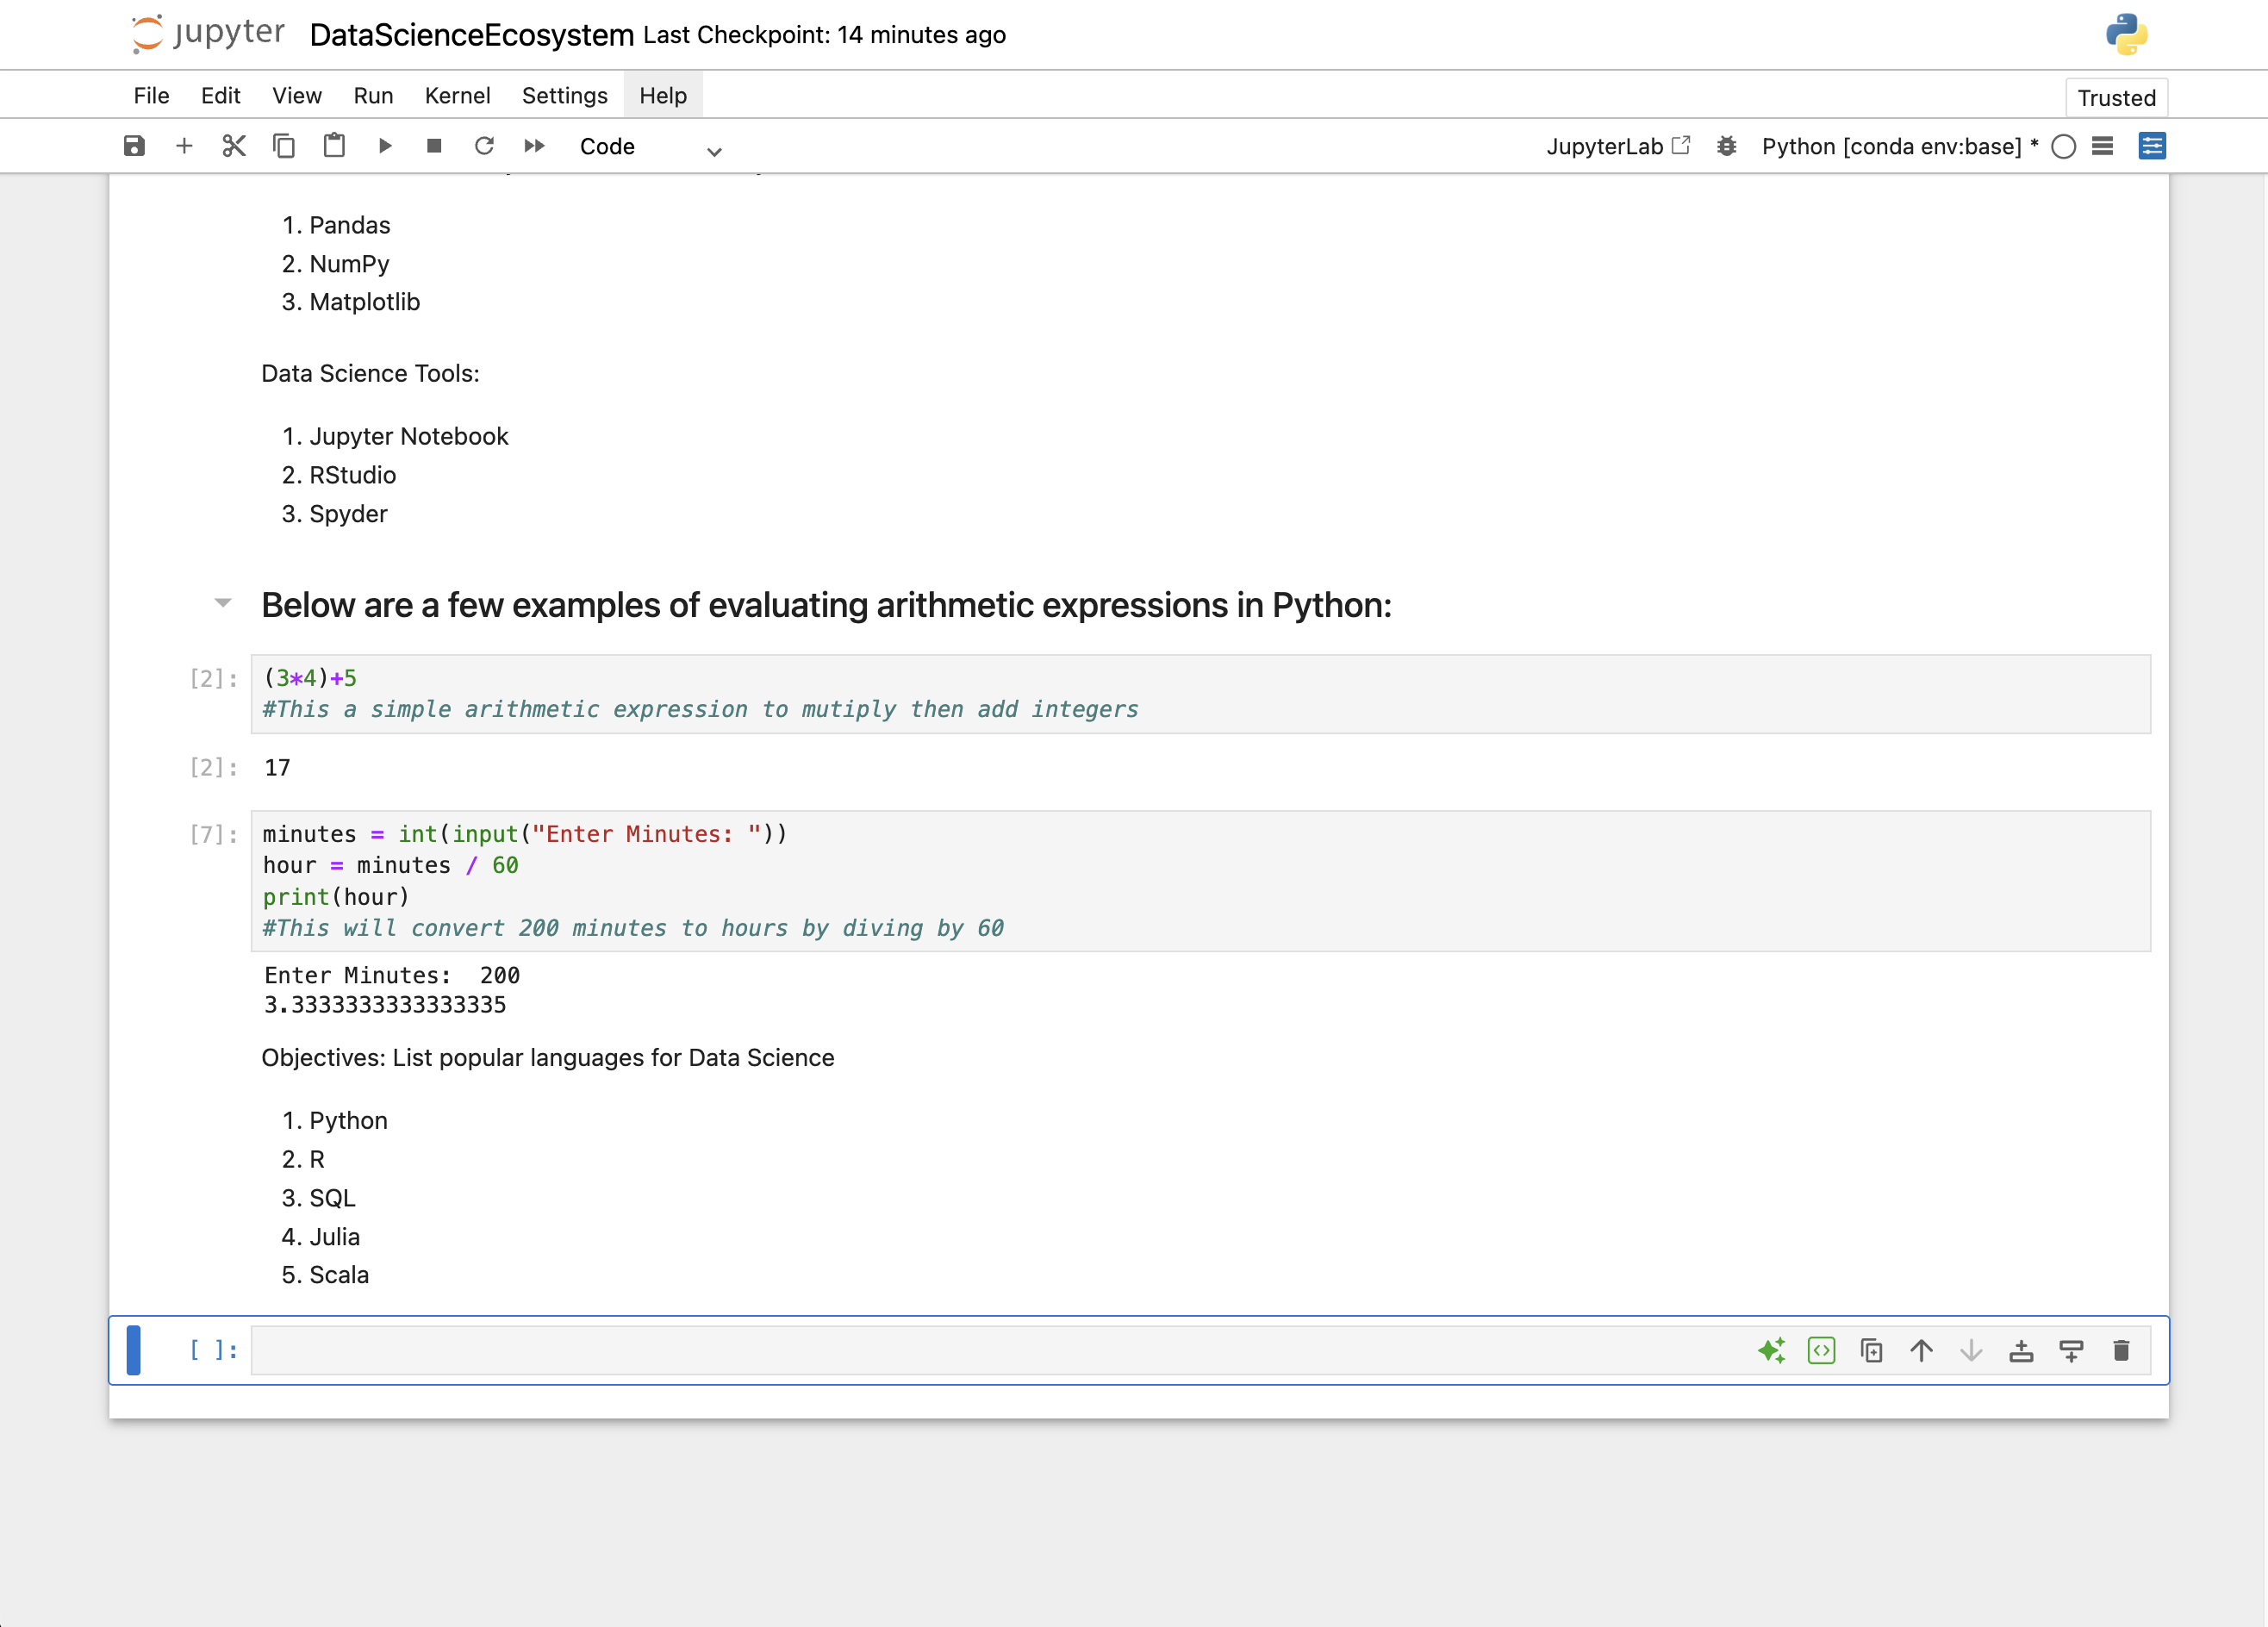 jupyter DataScienceEcosystem Last Checkpoint: 14 minutes ago
File Edit View Run Kernel Settings Help Trusted
Code JupyterLab Python [conda env:base] *
1. Pandas
2. NumPy
3. Matplotlib
Data Science Tools:
1. Jupyter Notebook
2. RStudio
3. Spyder
Below are a few examples of evaluating arithmetic expressions in Python:
[2]: (3*4)+5
#This a simple arithmetic expression to mutiply then add integers
[2]: 17
[7]: minutes = int(input("Enter Minutes: "))
hour = minutes / 60
print(hour)
#This will convert 200 minutes to hours by diving by 60
Enter Minutes:  200
3.3333333333333335
Objectives: List popular languages for Data Science
1. Python
2. R
3. SQL
4. Julia
5. Scala
[ ]: